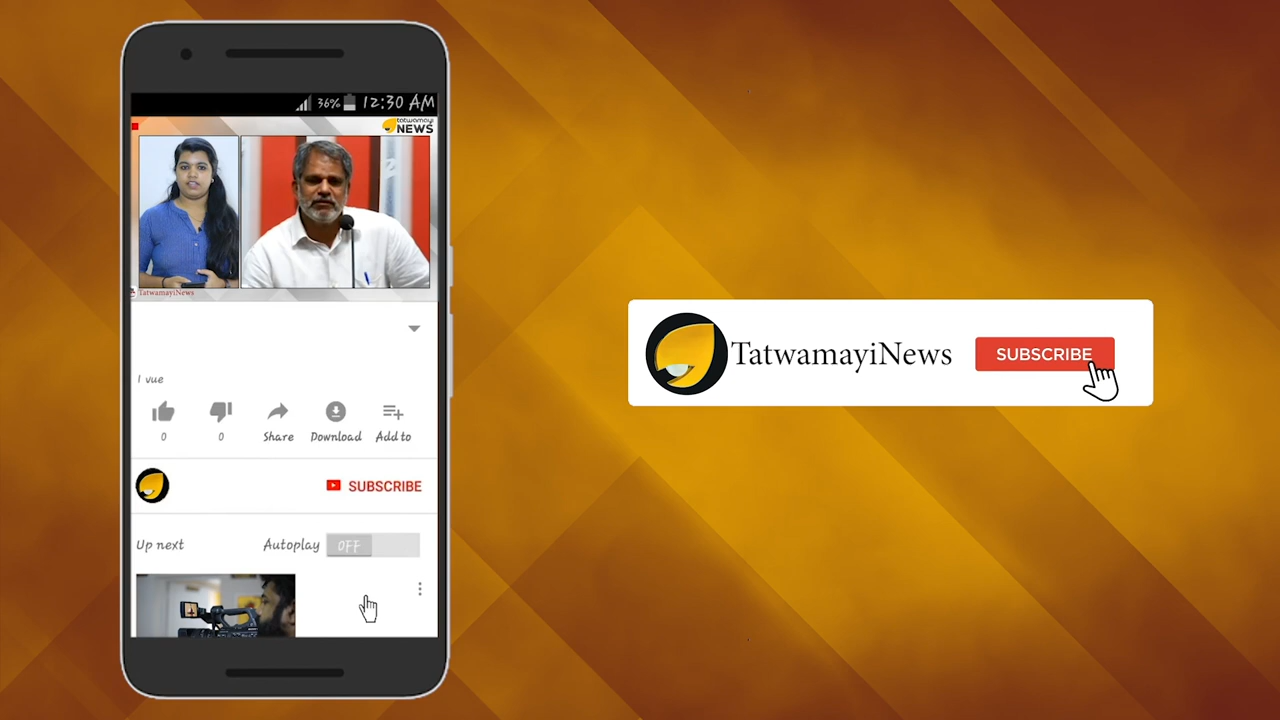 36% 12:30 AM
tatwamayi
NEWS
TatwamayiNews
1 vue
0 0 Share Download Add to
SUBSCRIBE
Up next Autoplay OFF
TatwamayiNews SUBSCRIBE